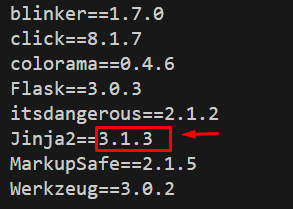 blinker==1.7.0
click==8.1.7
colorama==0.4.6
Flask==3.0.3
itsdangerous==2.1.2
Jinja2==3.1.3
MarkupSafe==2.1.5
Werkzeug==3.0.2